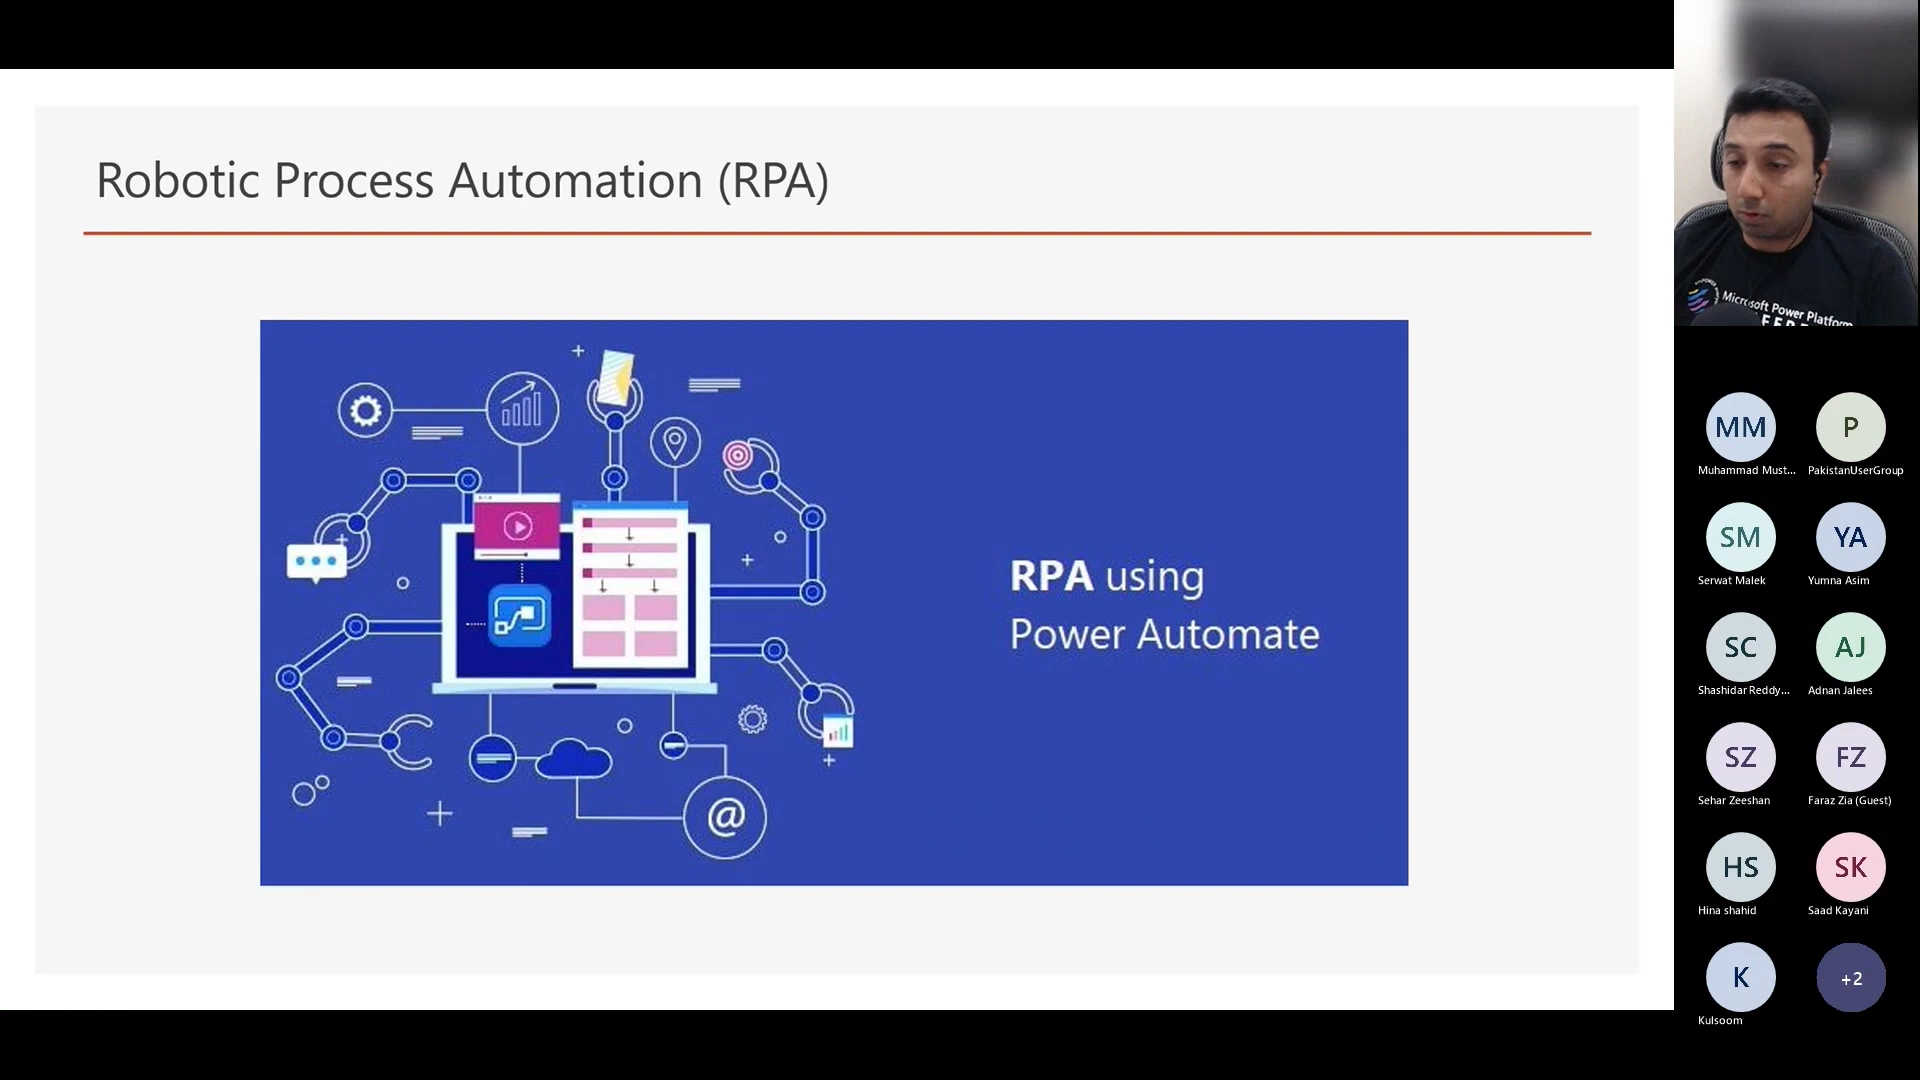 Robotic Process Automation (RPA)
RPA using
Power Automate
@
Microsoft Power Platform
MM
P
Muhammad Must...
PakistanUserGroup
SM
YA
Serwat Malek
Yumna Asim
SC
AJ
Shashidar Reddy...
Adnan Jalees
SZ
FZ
Sehar Zeeshan
Faraz Zia (Guest)
HS
SK
Hina shahid
Saad Kayani
K
+2
Kulsoom